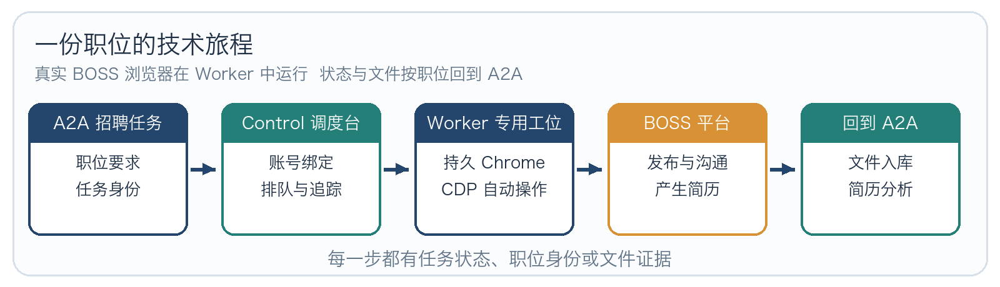 一份职位的技术旅程
真实 BOSS 浏览器在 Worker 中运行 状态与文件按职位回到 A2A
A2A 招聘任务
职位要求
任务身份
Control 调度台
账号绑定
排队与追踪
Worker 专用工位
持久 Chrome
CDP 自动操作
BOSS 平台
发布与沟通
产生简历
回到 A2A
文件入库
简历分析
每一步都有任务状态、职位身份或文件证据